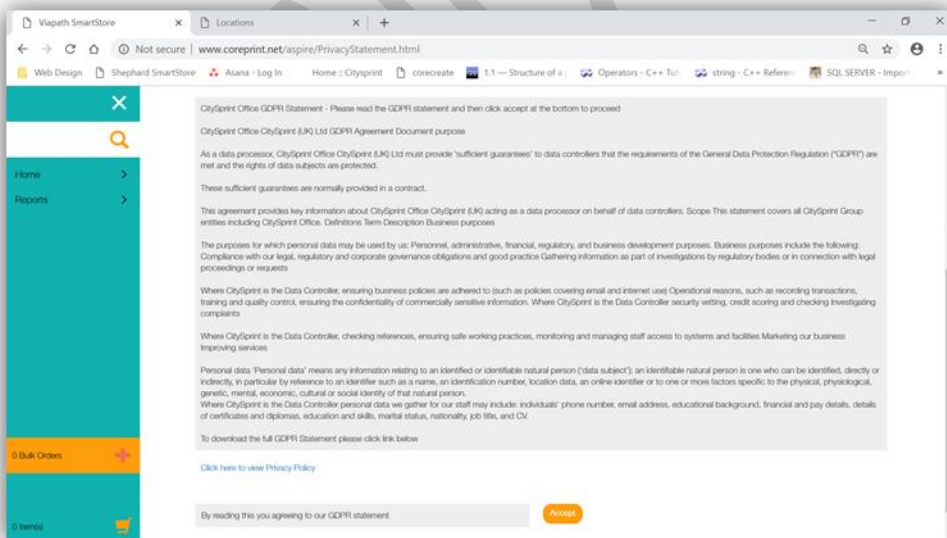 Viapath SmartStore
Locations
Not secure | www.coreprint.net/aspire/PrivacyStatement.html
Web Design
Shephard SmartStore
Asana - Log In
Home :: Citysprint
corecreate
1.1 — Structure of a
Operators - C++ Tut
string - C++ Referen
SQL SERVER - Impor
CitySprint Office GDPR Statement - Please read the GDPR statement and then click accept at the bottom to proceed
CitySprint Office CitySprint (UK) Ltd GDPR Agreement Document purpose
As a data processor, CitySprint Office CitySprint (UK) Ltd must provide 'sufficient guarantees' to data controllers that the requirements of the General Data Protection Regulation ("GDPR") are
met and the rights of data subjects are protected.
These sufficient guarantees are normally provided in a contract.
This agreement provides key information about CitySprint Office CitySprint (UK) acting as a data processor on behalf of data controllers. Scope This statement covers all CitySprint Group
entities including CitySprint Office. Definitions Term Description Business purposes
The purposes for which personal data may be used by us: Personnel, administrative, financial, regulatory, and business development purposes. Business purposes include the following:
Compliance with our legal, regulatory and corporate governance obligations and good practice Gathering information as part of investigations by regulatory bodies or in connection with legal
proceedings or requests
Where CitySprint is the Data Controller, ensuring business policies are adhered to (such as policies covering email and internet use) Operational reasons, such as recording transactions,
training and quality control, ensuring the confidentiality of commercially sensitive information. Where CitySprint is the Data Controller security vetting, credit scoring and checking Investigating
complaints
Where CitySprint is the Data Controller, checking references, ensuring safe working practices, monitoring and managing staff access to systems and facilities Marketing our business
Improving services
Personal data 'Personal data' means any information relating to an identified or identifiable natural person ('data subject'); an identifiable natural person is one who can be identified, directly or
indirectly, in particular by reference to an identifier such as a name, an identification number, location data, an online identifier or to one or more factors specific to the physical, physiological,
genetic, mental, economic, cultural or social identity of that natural person.
Where CitySprint is the Data Controller personal data we gather for our staff may include: individuals' phone number, email address, educational background, financial and pay details, details
of certificates and diplomas, education and skills, marital status, nationality, job title, and CV.
To download the full GDPR Statement please click link below
Click here to view Privacy Policy
By reading this you agreeing to our GDPR statement
Accept
Home
Reports
0 Bulk Orders
0 Item(s)